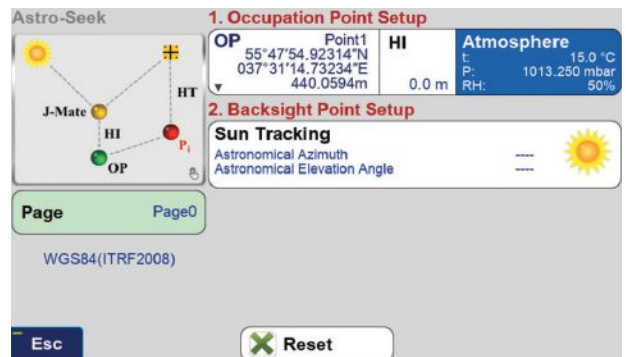 Astro-Seek
J-Mate
HI
OP
HT
Pi
Page Page0
WGS84(ITRF2008)
Esc
1. Occupation Point Setup
OP Point1
55°47'54.92314"N
037°31'14.73234"E
440.0594m
HI
0.0 m
Atmosphere
t: 15.0 °C
P: 1013.250 mbar
RH: 50%
2. Backsight Point Setup
Sun Tracking
Astronomical Azimuth ----
Astronomical Elevation Angle ----
Reset